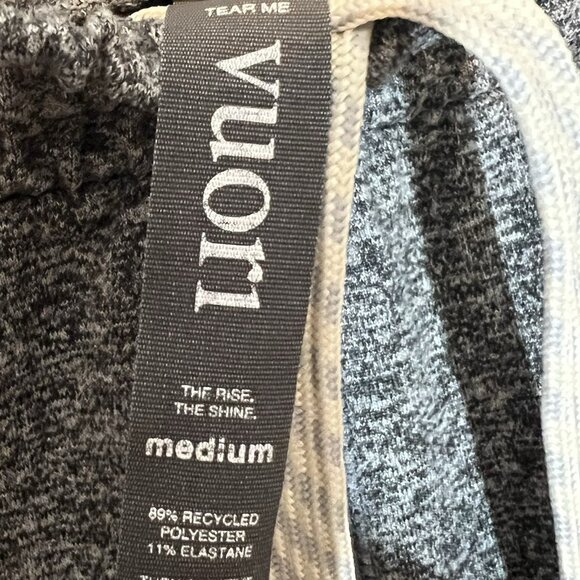 TEAR ME
vuori
THE RISE.
THE SHINE.
medium
89% RECYCLED
POLYESTER
11% ELASTANE